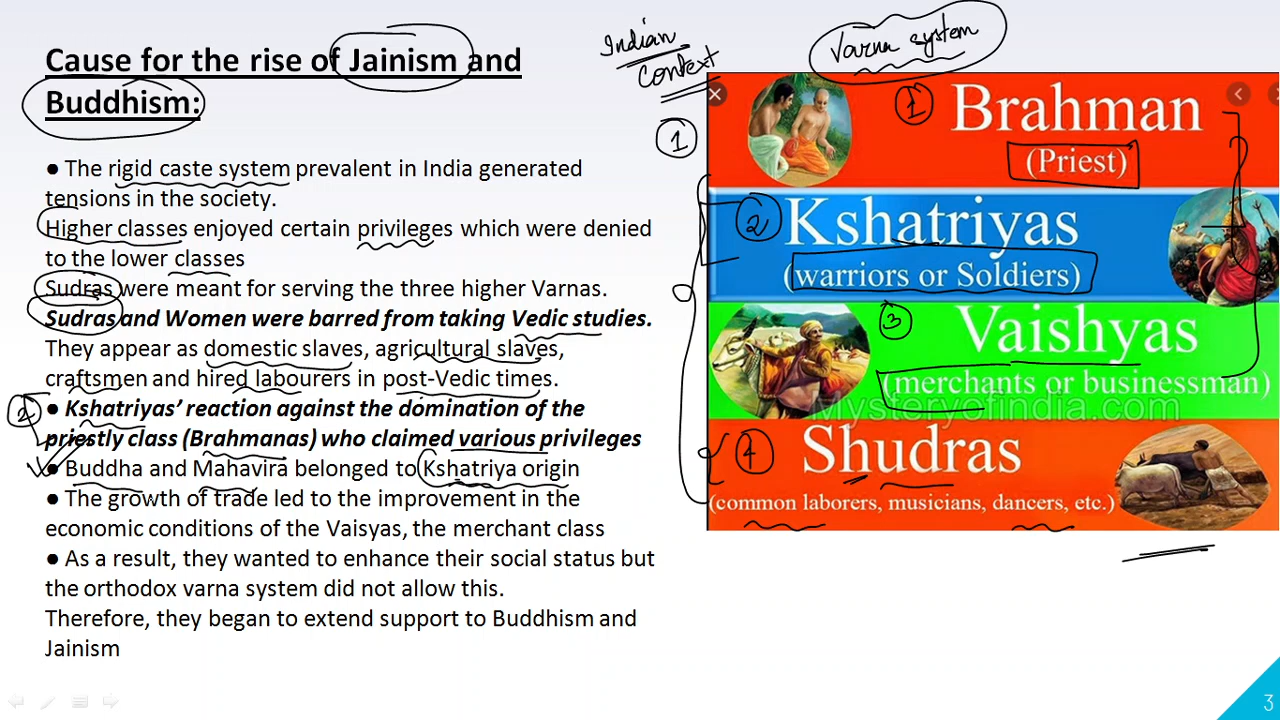 Cause for the rise of Jainism and
Buddhism:
● The rigid caste system prevalent in India generated
tensions in the society.
Higher classes enjoyed certain privileges which were denied
to the lower classes
Sudras were meant for serving the three higher Varnas.
Sudras and Women were barred from taking Vedic studies.
They appear as domestic slaves, agricultural slaves,
craftsmen and hired labourers in post-Vedic times.
2
● Kshatriyas’ reaction against the domination of the
priestly class (Brahmanas) who claimed various privileges
● Buddha and Mahavira belonged to Kshatriya origin
● The growth of trade led to the improvement in the
economic conditions of the Vaisyas, the merchant class
● As a result, they wanted to enhance their social status but
the orthodox varna system did not allow this.
Therefore, they began to extend support to Buddhism and
Jainism
Indian
Context
Varna system
1
1 Brahman
(Priest)
2 Kshatriyas
(warriors or Soldiers)
3 Vaishyas
(merchants or businessman)
Mysteryofindia.com
4 Shudras
(common laborers, musicians, dancers, etc.)
3